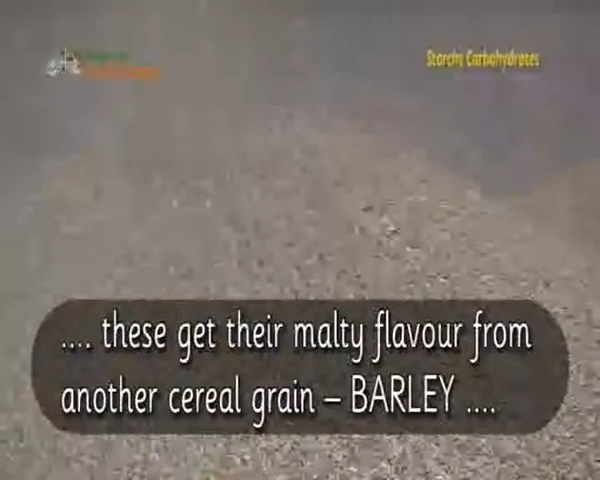 Starchy Carbohydrates
.... these get their malty flavour from
another cereal grain – BARLEY ....